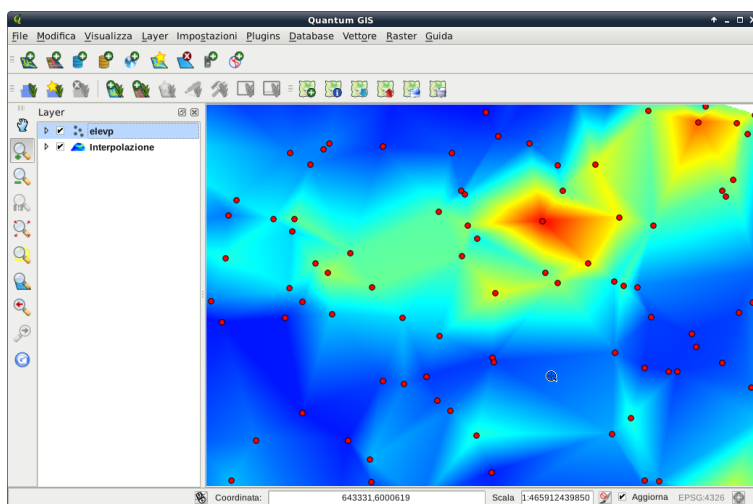 Quantum GIS
File Modifica Visualizza Layer Impostazioni Plugins Database Vettore Raster Guida
Layer
elevp
Interpolazione
Coordinata: 643331,6000619 Scala 1:465912439850 Aggiorna EPSG:4326